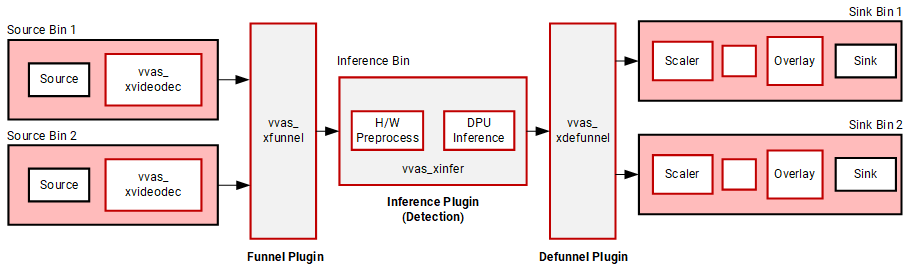 Source Bin 1
Source
vvas_
xvideodec
Source Bin 2
Source
vvas_
xvideodec
vvas_
xfunnel
Funnel Plugin
Inference Bin
H/W
Preprocess
DPU
Inference
vvas_xinfer
Inference Plugin
(Detection)
vvas_
xdefunnel
Defunnel Plugin
Sink Bin 1
Scaler
Overlay
Sink
Sink Bin 2
Scaler
Overlay
Sink